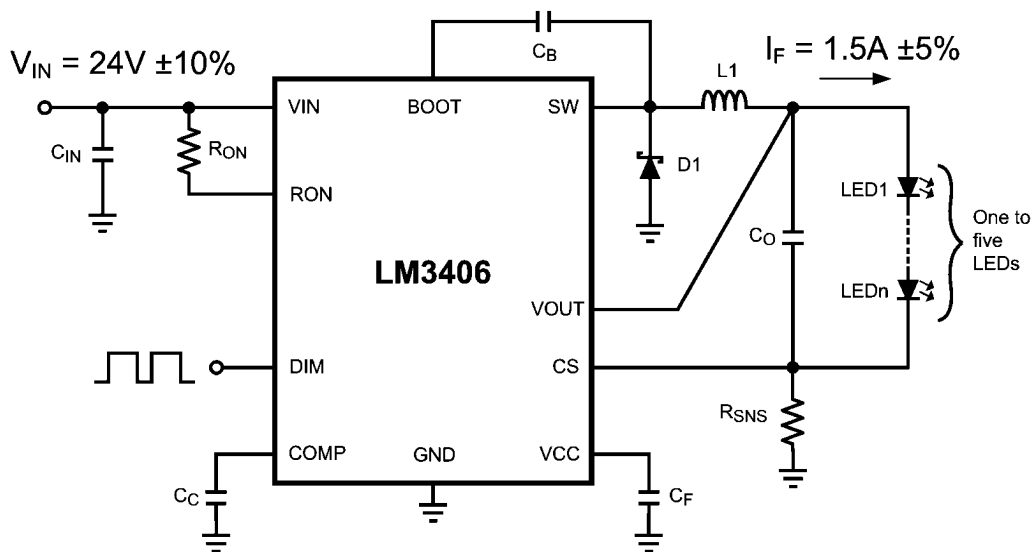 V_IN = 24V ±10%
C_B
I_F = 1.5A ±5%
L1
VIN
BOOT
SW
C_IN
R_ON
D1
RON
LED1
One to
five
LEDs
C_O
LM3406
LEDn
VOUT
DIM
CS
R_SNS
COMP
GND
VCC
C_C
C_F